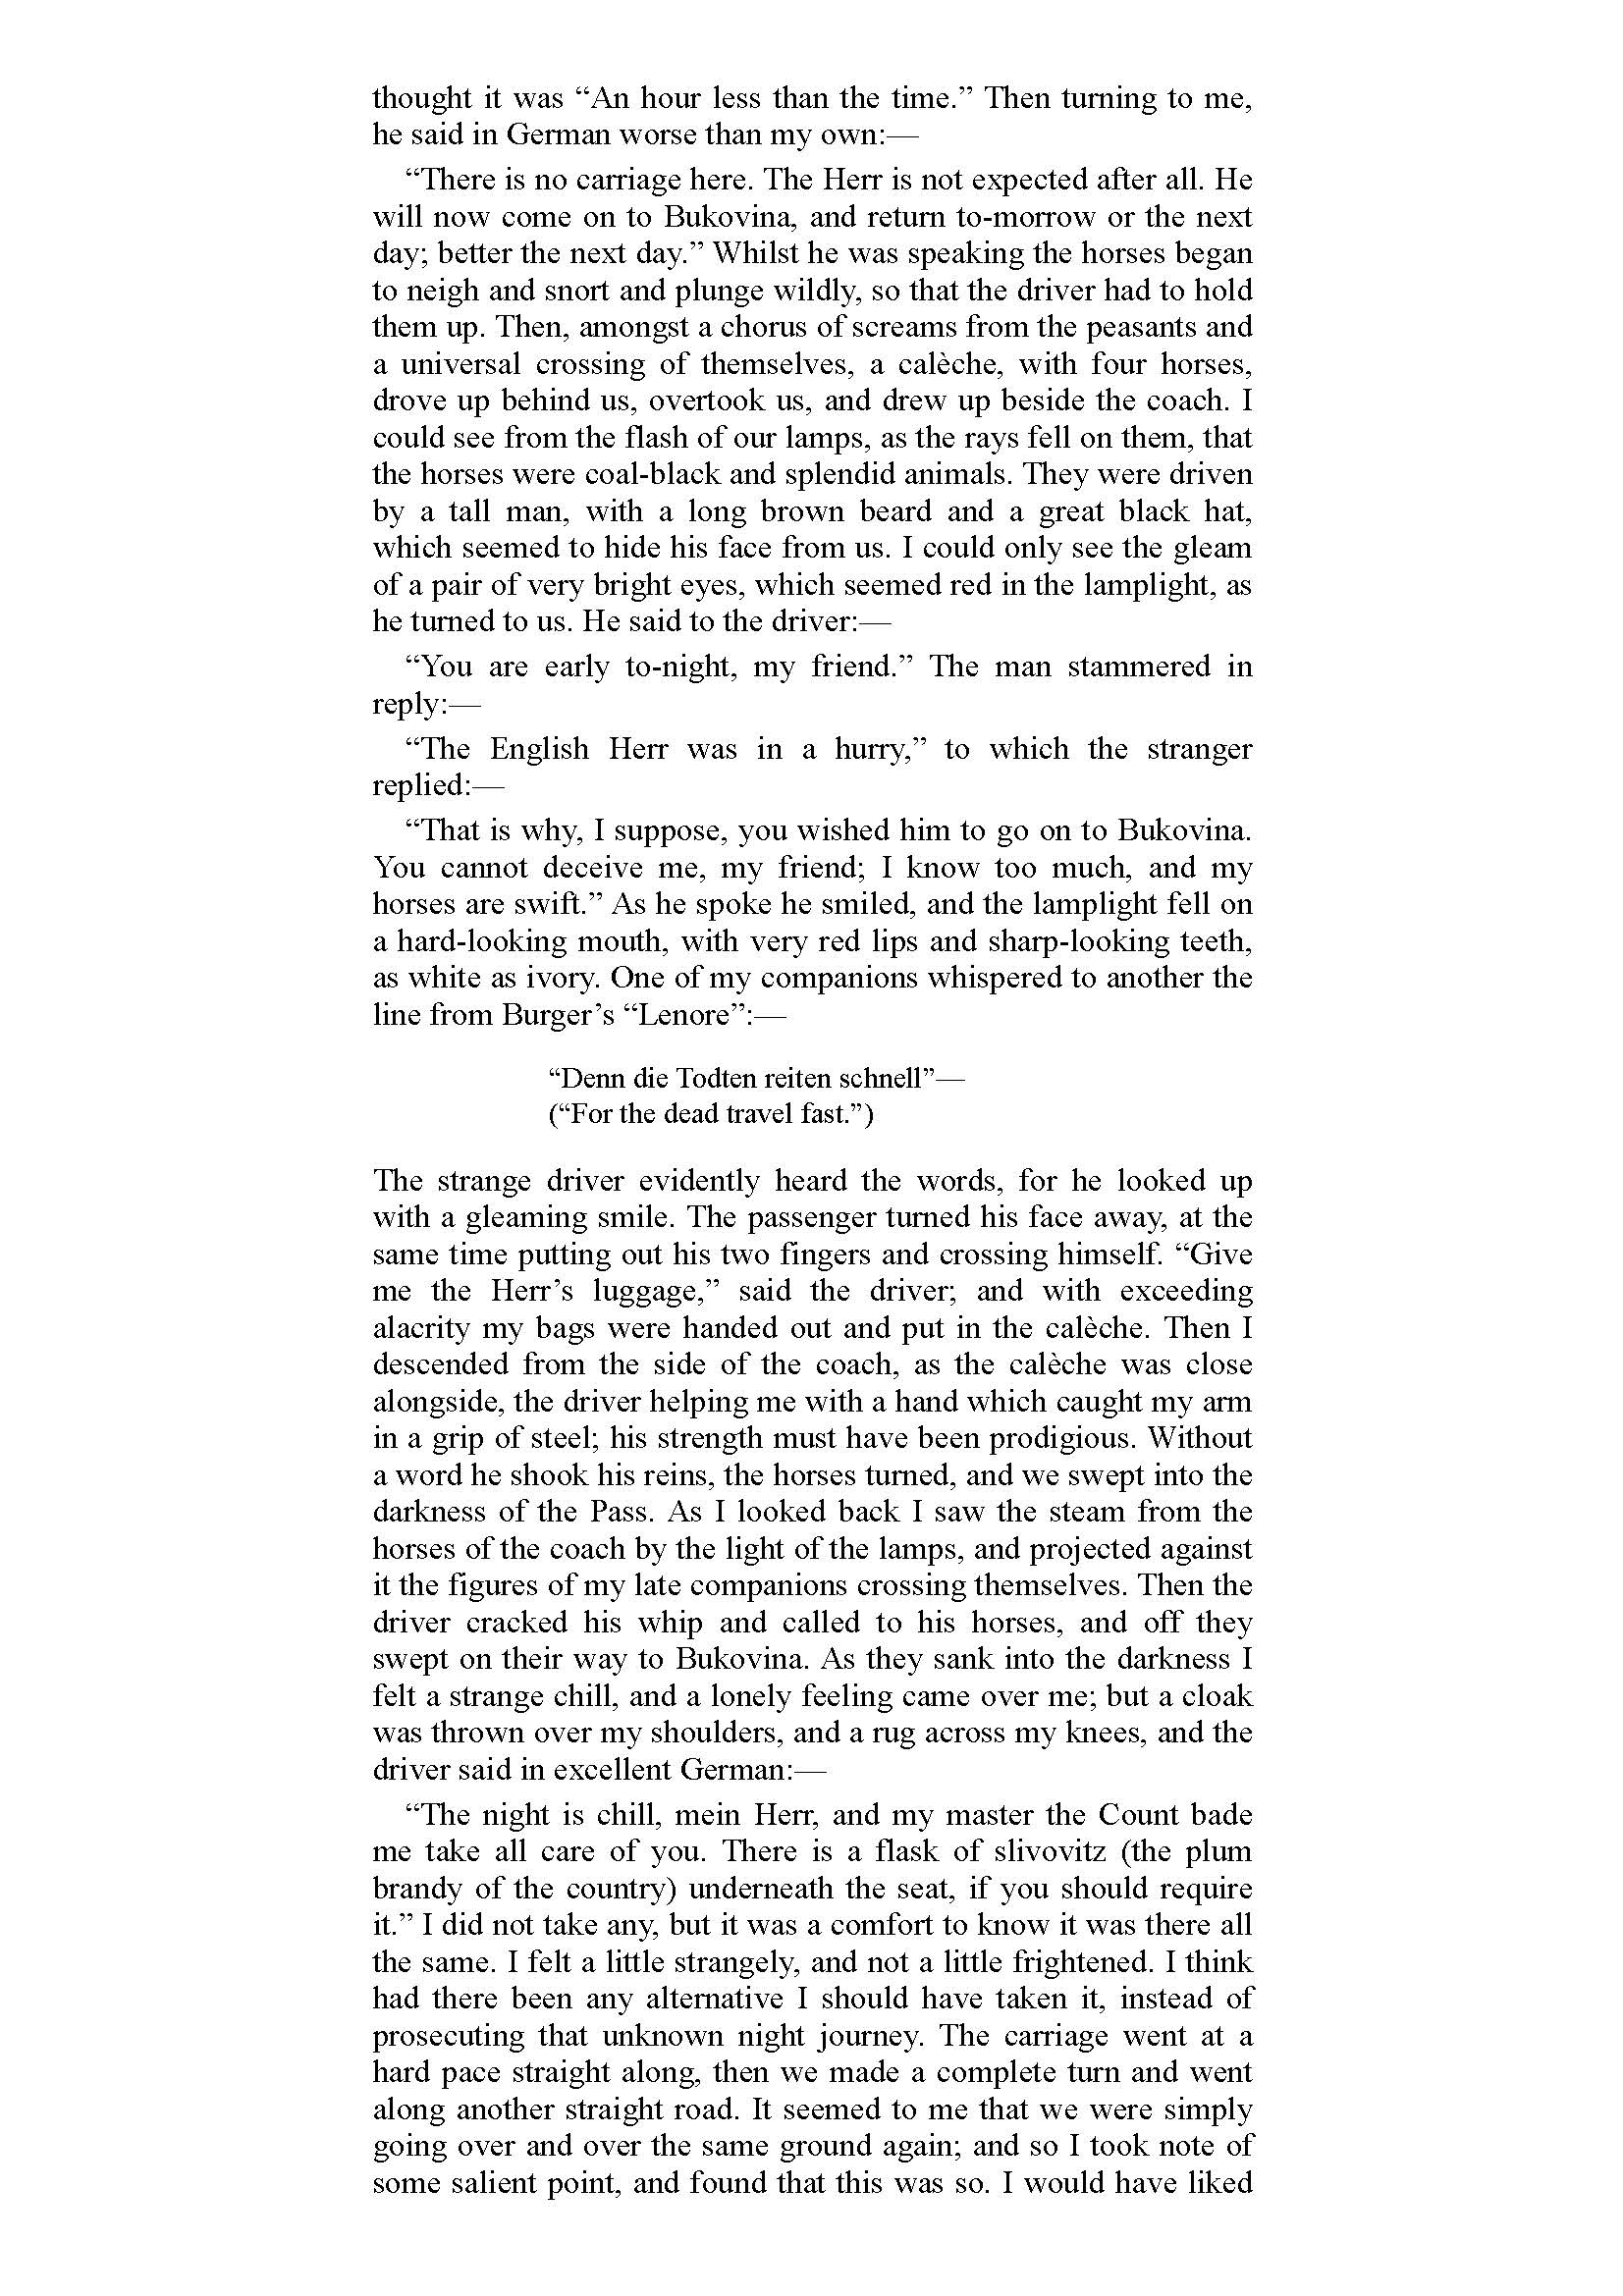 thought it was “An hour less than the time.” Then turning to me,
he said in German worse than my own:—
“There is no carriage here. The Herr is not expected after all. He
will now come on to Bukovina, and return to-morrow or the next
day; better the next day.” Whilst he was speaking the horses began
to neigh and snort and plunge wildly, so that the driver had to hold
them up. Then, amongst a chorus of screams from the peasants and
a universal crossing of themselves, a calèche, with four horses,
drove up behind us, overtook us, and drew up beside the coach. I
could see from the flash of our lamps, as the rays fell on them, that
the horses were coal-black and splendid animals. They were driven
by a tall man, with a long brown beard and a great black hat,
which seemed to hide his face from us. I could only see the gleam
of a pair of very bright eyes, which seemed red in the lamplight, as
he turned to us. He said to the driver:—
“You are early to-night, my friend.” The man stammered in
reply:—
“The English Herr was in a hurry,” to which the stranger
replied:—
“That is why, I suppose, you wished him to go on to Bukovina.
You cannot deceive me, my friend; I know too much, and my
horses are swift.” As he spoke he smiled, and the lamplight fell on
a hard-looking mouth, with very red lips and sharp-looking teeth,
as white as ivory. One of my companions whispered to another the
line from Burger’s “Lenore”:—
“Denn die Todten reiten schnell”—
(“For the dead travel fast.”)
The strange driver evidently heard the words, for he looked up
with a gleaming smile. The passenger turned his face away, at the
same time putting out his two fingers and crossing himself. “Give
me the Herr’s luggage,” said the driver; and with exceeding
alacrity my bags were handed out and put in the calèche. Then I
descended from the side of the coach, as the calèche was close
alongside, the driver helping me with a hand which caught my arm
in a grip of steel; his strength must have been prodigious. Without
a word he shook his reins, the horses turned, and we swept into the
darkness of the Pass. As I looked back I saw the steam from the
horses of the coach by the light of the lamps, and projected against
it the figures of my late companions crossing themselves. Then the
driver cracked his whip and called to his horses, and off they
swept on their way to Bukovina. As they sank into the darkness I
felt a strange chill, and a lonely feeling came over me; but a cloak
was thrown over my shoulders, and a rug across my knees, and the
driver said in excellent German:—
“The night is chill, mein Herr, and my master the Count bade
me take all care of you. There is a flask of slivovitz (the plum
brandy of the country) underneath the seat, if you should require
it.” I did not take any, but it was a comfort to know it was there all
the same. I felt a little strangely, and not a little frightened. I think
had there been any alternative I should have taken it, instead of
prosecuting that unknown night journey. The carriage went at a
hard pace straight along, then we made a complete turn and went
along another straight road. It seemed to me that we were simply
going over and over the same ground again; and so I took note of
some salient point, and found that this was so. I would have liked